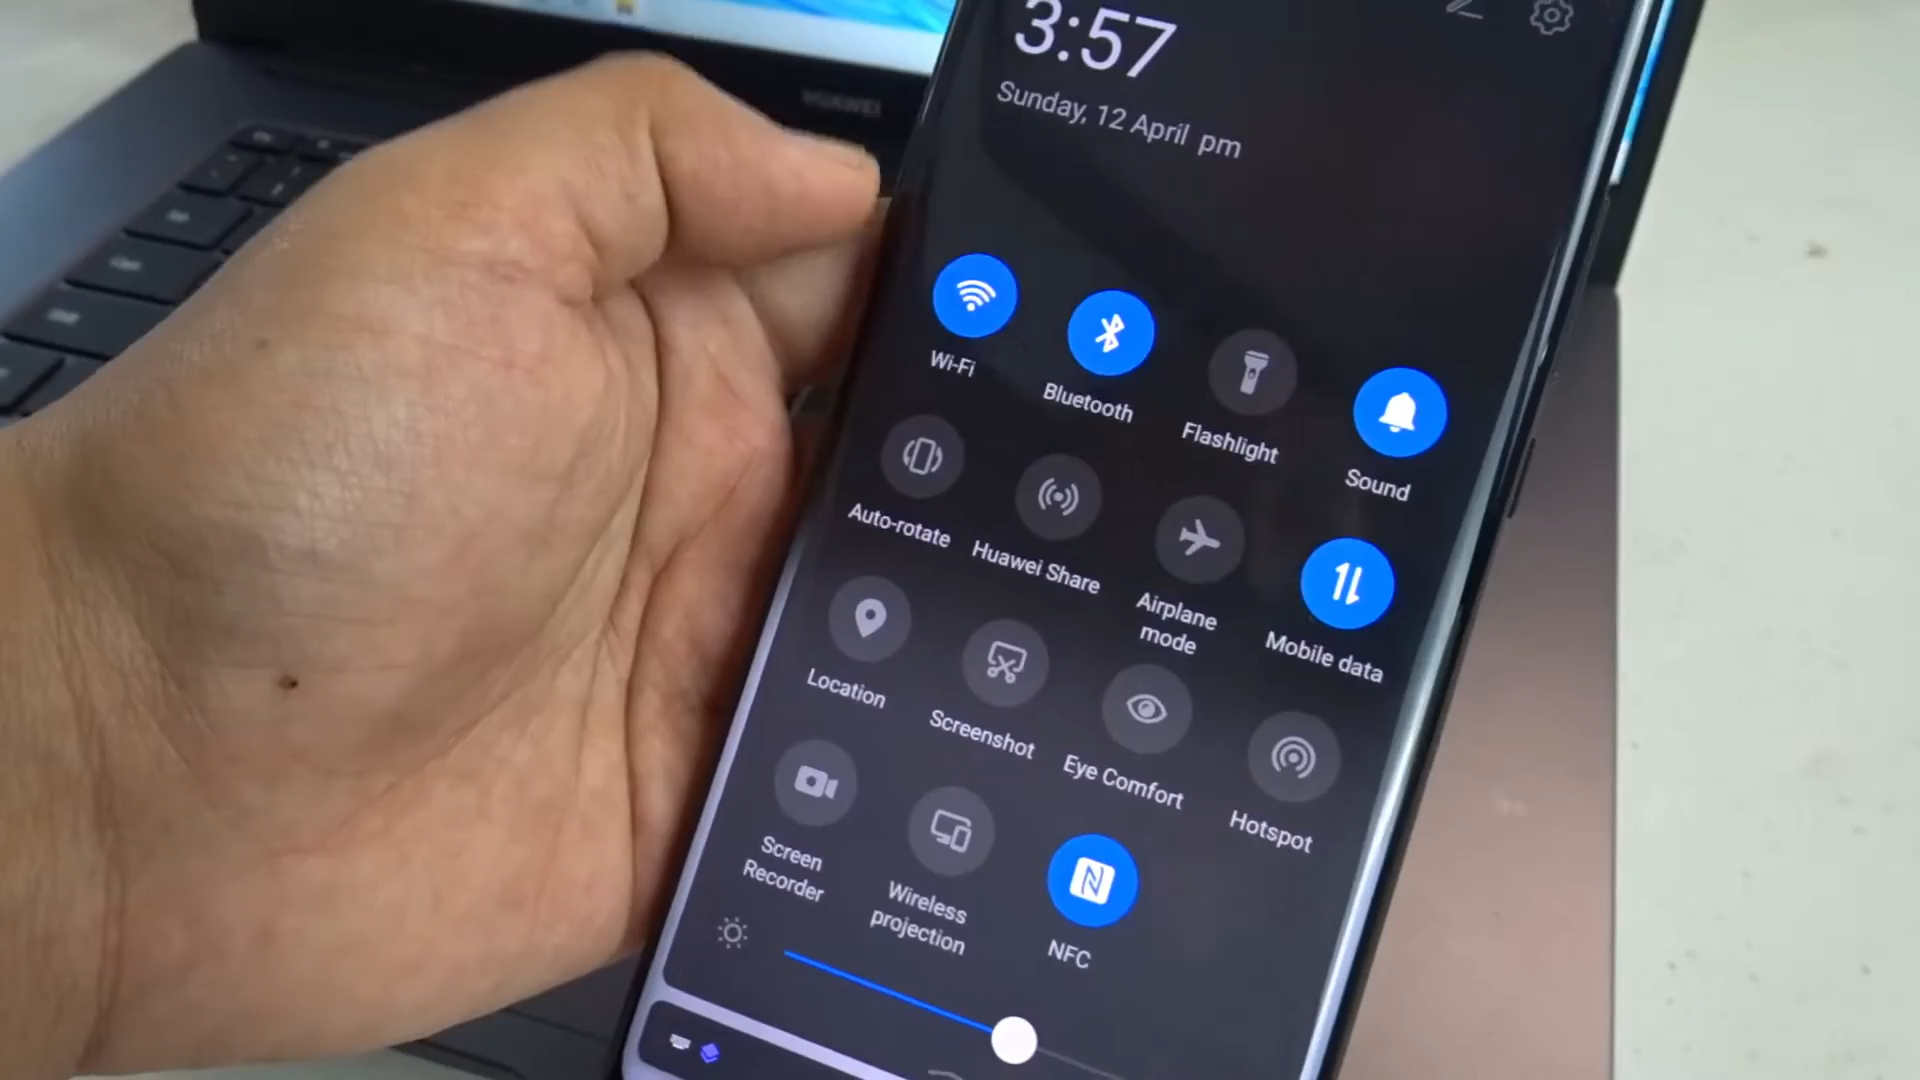 HUAWEI
3:57
Sunday, 12 April pm
Wi-Fi
Bluetooth
Flashlight
Sound
Auto-rotate
Huawei Share
Airplane
mode
Mobile data
Location
Screenshot
Eye Comfort
Hotspot
Screen
Recorder
Wireless
projection
NFC